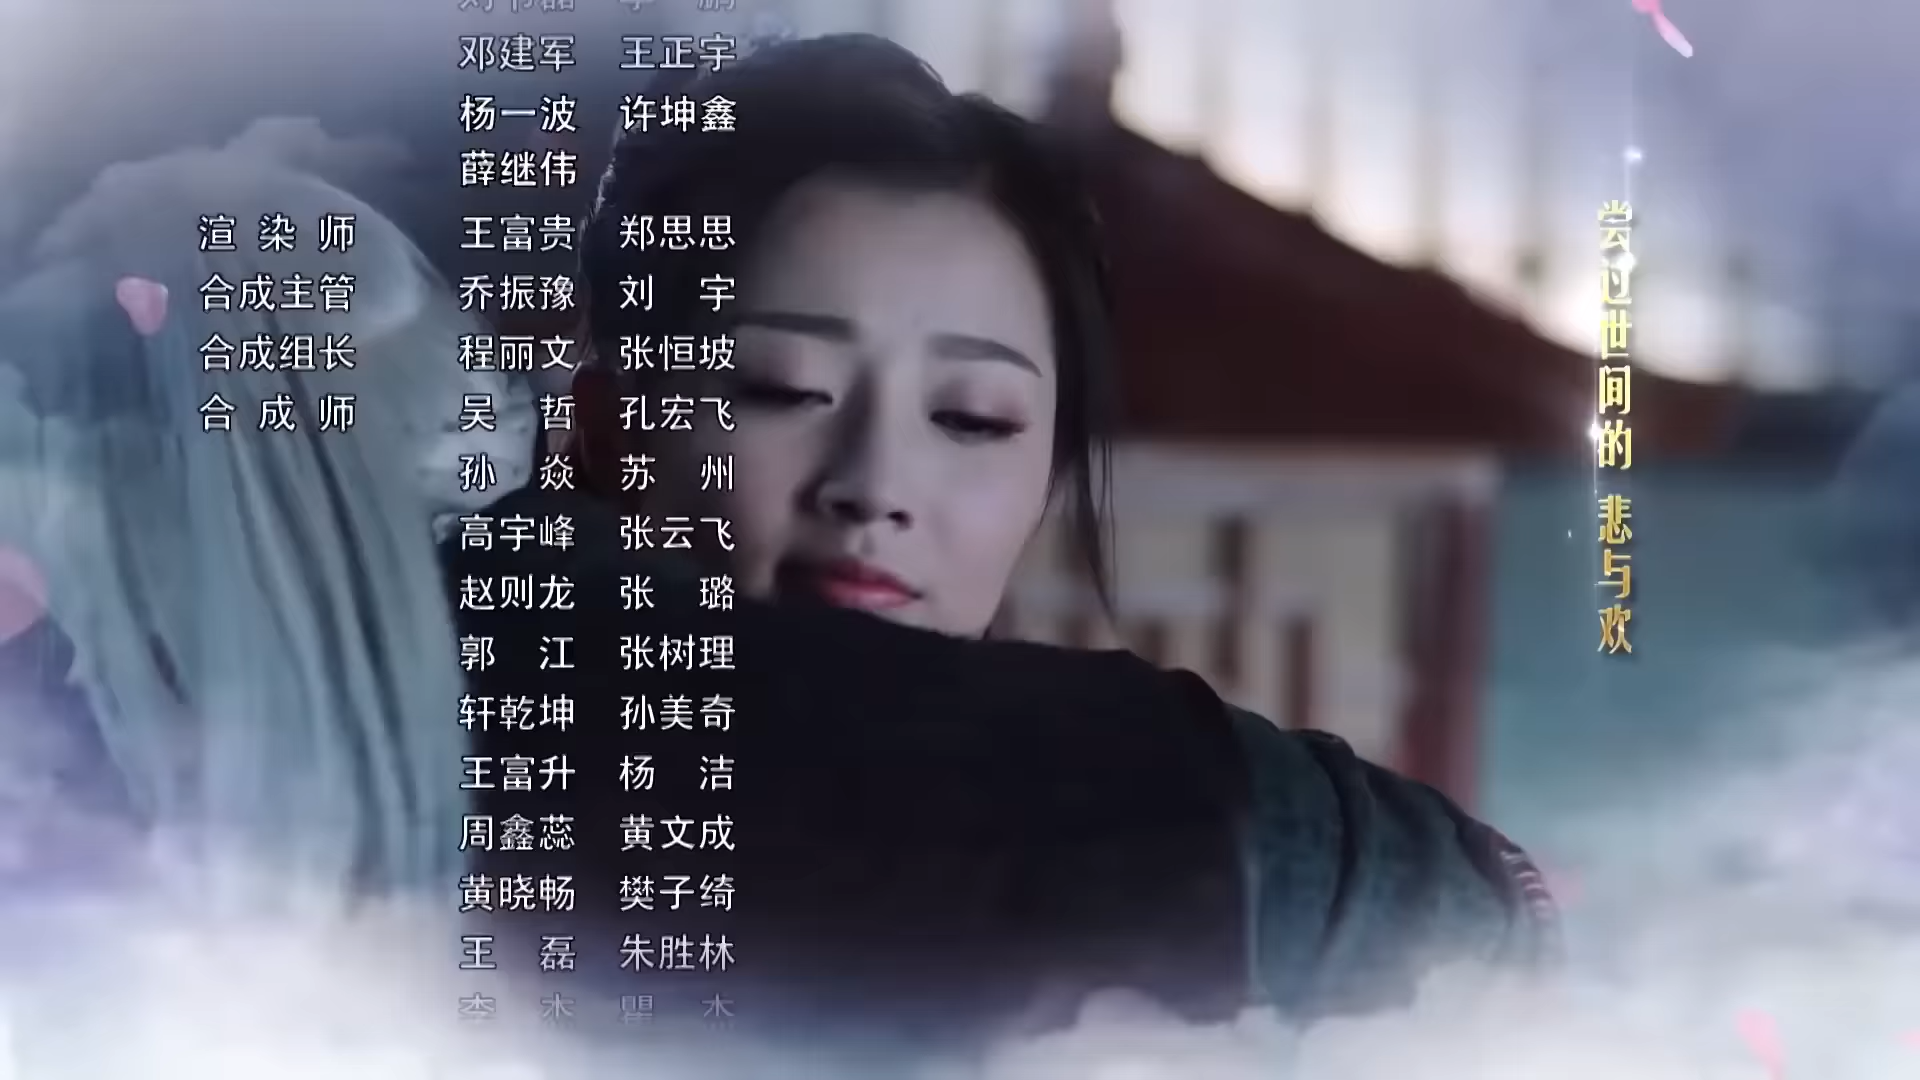 邓建军 王正宇
杨一波 许坤鑫
薛继伟
渲染师 王富贵 郑思思
合成主管 乔振豫 刘宇
合成组长 程丽文 张恒坡
合成师 吴哲 孔宏飞
孙焱 苏州
高宇峰 张云飞
赵则龙 张璐
郭江 张树理
轩乾坤 孙美奇
王富升 杨洁
周鑫蕊 黄文成
黄晓畅 樊子绮
王磊 朱胜林
尝过世间的 悲与欢